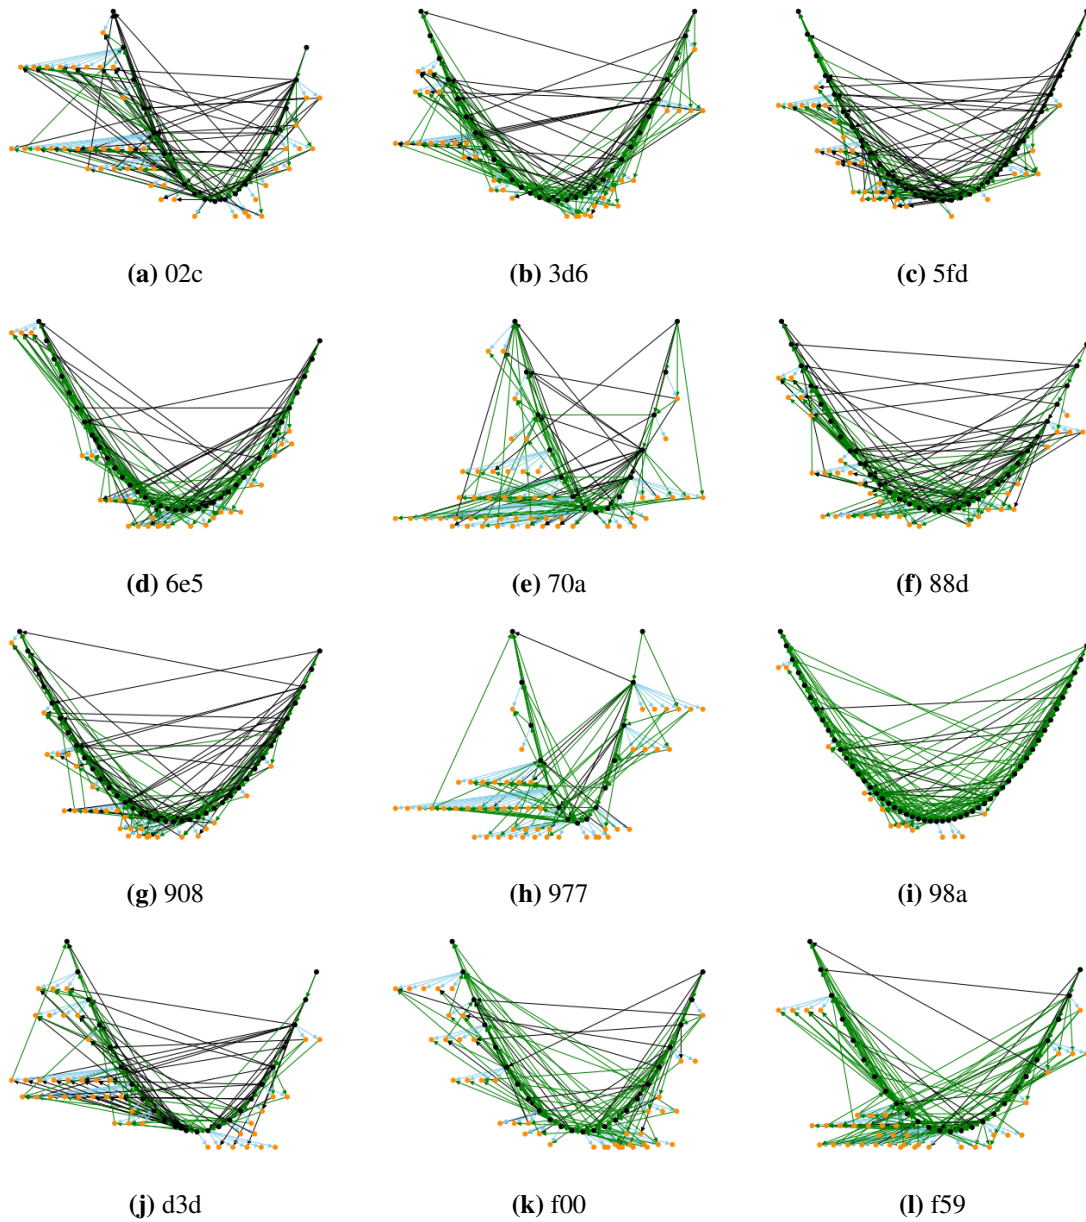 (a) 02c
(b) 3d6
(c) 5fd
(d) 6e5
(e) 70a
(f) 88d
(g) 908
(h) 977
(i) 98a
(j) d3d
(k) f00
(l) f59